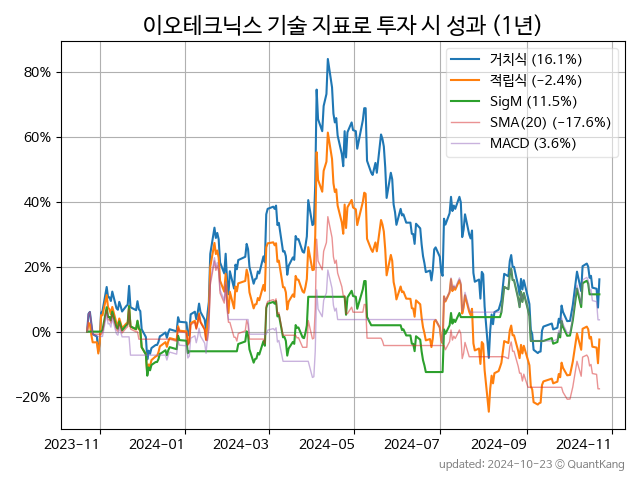 이오테크닉스 기술 지표로 투자 시 성과 (1년)
거치식 (16.1%)
적립식 (−2.4%)
SigM (11.5%)
SMA(20) (−17.6%)
MACD (3.6%)
80%
60%
40%
20%
0%
−20%
2023−11 2024−01 2024−03 2024−05 2024−07 2024−09 2024−11
updated: 2024-10-23 © QuantKang